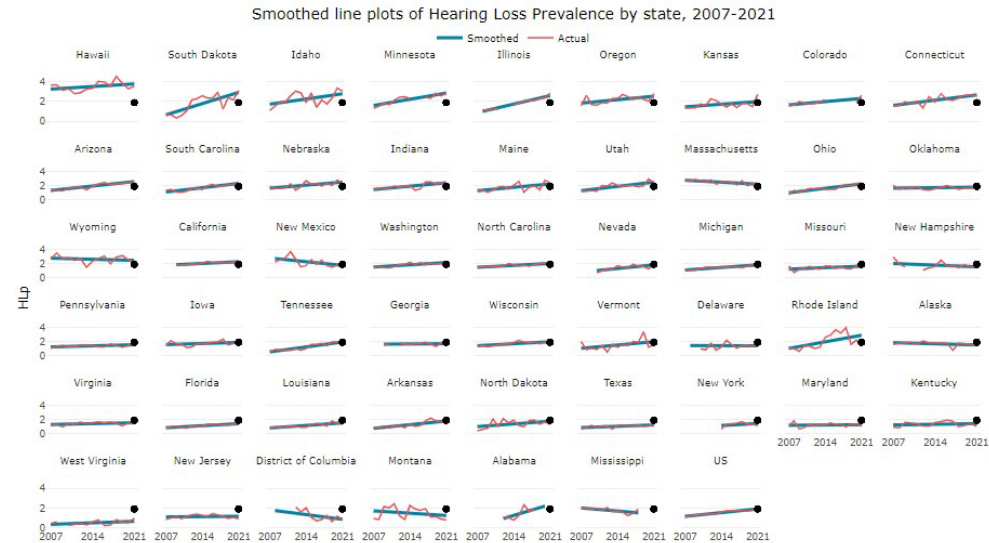 Smoothed line plots of Hearing Loss Prevalence by state, 2007-2021
Smoothed Actual
Hawaii South Dakota Idaho Minnesota Illinois Oregon Kansas Colorado Connecticut
4
2
0
Arizona South Carolina Nebraska Indiana Maine Utah Massachusetts Ohio Oklahoma
4
2
0
Wyoming California New Mexico Washington North Carolina Nevada Michigan Missouri New Hampshire
4
2
0
HLp
Pennsylvania Iowa Tennessee Georgia Wisconsin Vermont Delaware Rhode Island Alaska
4
2
0
Virginia Florida Louisiana Arkansas North Dakota Texas New York Maryland Kentucky
4
2
0
2007 2014 2021 2007 2014 2021
West Virginia New Jersey District of Columbia Montana Alabama Mississippi US
4
2
0
2007 2014 2021 2007 2014 2021 2007 2014 2021 2007 2014 2021 2007 2014 2021 2007 2014 2021 2007 2014 2021